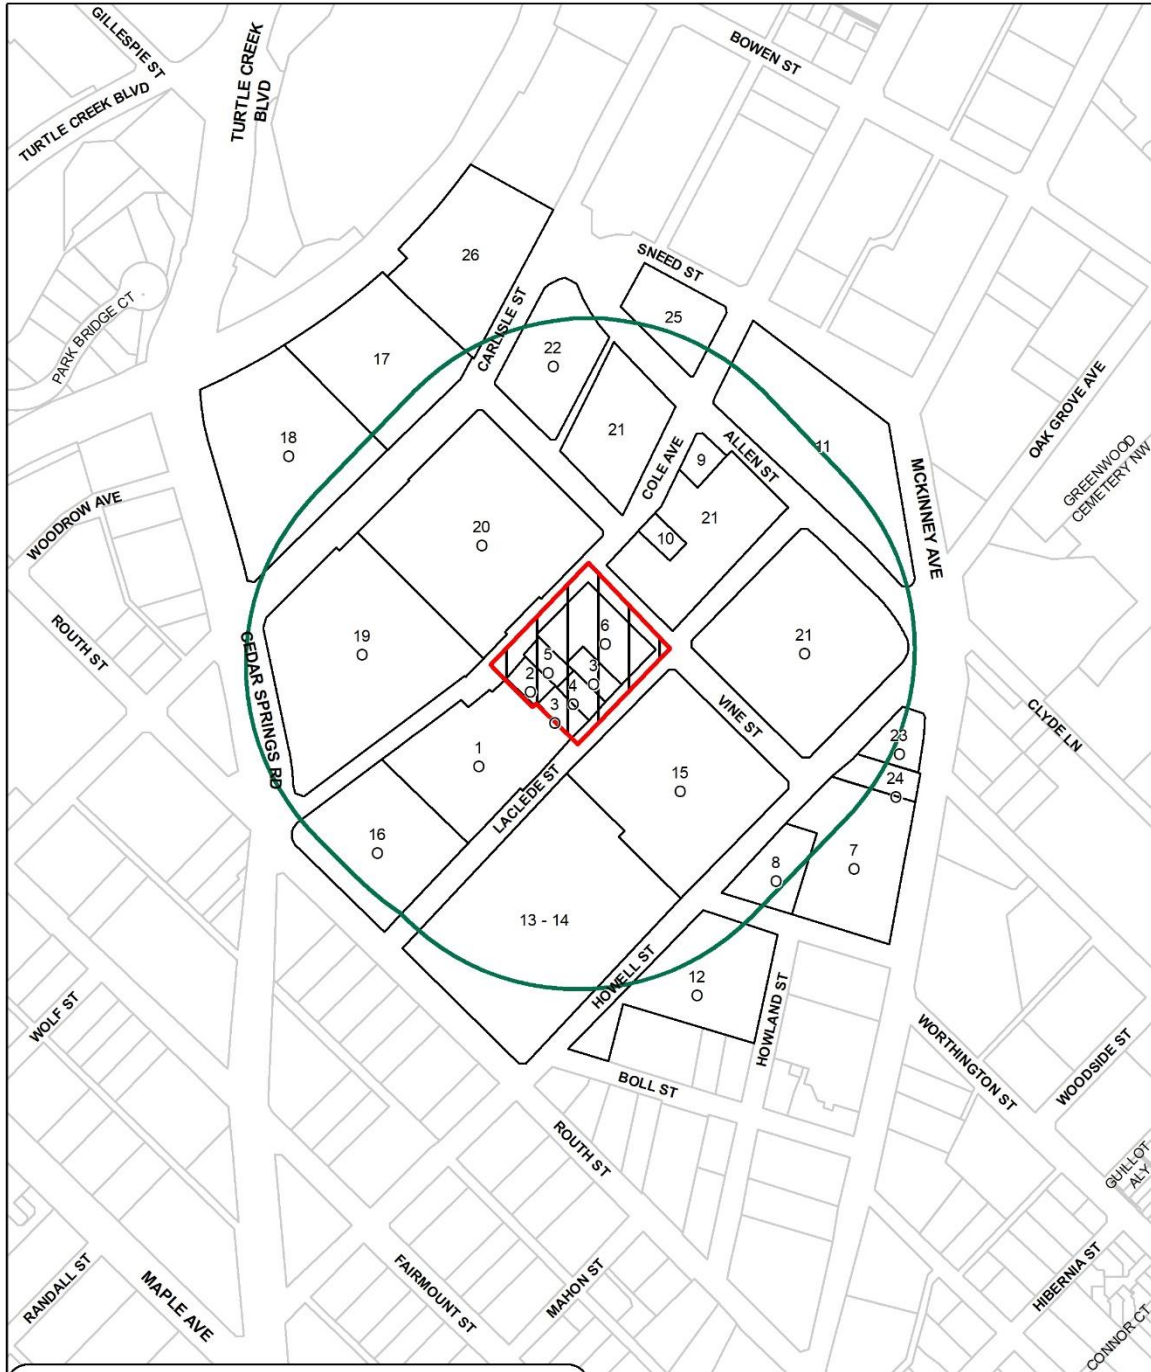 GILLESPIE ST
TURTLE CREEK BLVD
TURTLE CREEK
BLVD
BOWEN ST
SNEED ST
PARK BRIDGE CT
CARLISLE ST
26
25
17
22
18
21
11
COLE AVE
ALLEN ST
9
OAK GROVE AVE
GREENWOOD
CEMETERY NW
MCKINNEY AVE
WOODROW AVE
ROUTH ST
20
21
10
19
6
5
3
2
4
3
21
CEDAR SPRINGS RD
VINE ST
CLYDE LN
1
LACLEDE ST
15
23
24
16
8
7
13 - 14
HOWELL ST
12
HOWLAND ST
WOLF ST
BOLL ST
WORTHINGTON ST
WOODSIDE ST
ROUTH ST
GUILLOT
ALY
RANDALL ST
MAPLE AVE
FAIRMOUNT ST
MAHON ST
HIBERNIA ST
CONNOR CT